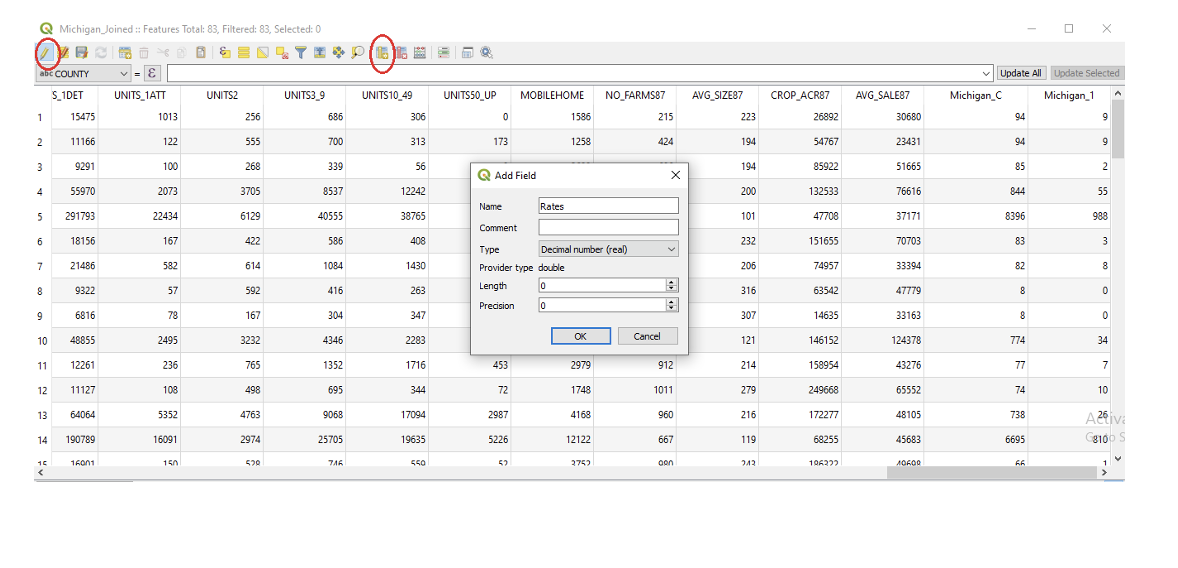 Michigan_Joined :: Features Total: 83, Filtered: 83, Selected: 0
abc COUNTY = ε Update All Update Selected
S_1DET UNITS_1ATT UNITS2 UNITS3_9 UNITS10_49 UNITS50_UP MOBILEHOME NO_FARMS87 AVG_SIZE87 CROP_ACR87 AVG_SALE87 Michigan_C Michigan_1
1 15475 1013 256 686 306 0 1586 215 223 26892 30680 94 9
2 11166 122 555 700 313 173 1258 424 194 54767 23431 94 9
3 9291 100 268 339 56 194 85922 51665 85 2
4 55970 2073 3705 8537 12242 200 132533 76616 844 55
5 291793 22434 6129 40555 38765 101 47708 37171 8396 988
6 18156 167 422 586 408 232 151655 70703 83 3
7 21486 582 614 1084 1430 206 74957 33394 82 8
8 9322 57 592 416 263 316 63542 47779 8 0
9 6816 78 167 304 347 307 14635 33163 8 0
10 48855 2495 3232 4346 2283 121 146152 124378 774 34
11 12261 236 765 1352 1716 453 2979 912 214 158954 43276 77 7
12 11127 108 498 695 344 72 1748 1011 279 249668 65552 74 10
13 64064 5352 4763 9068 17094 2987 4168 960 216 172277 48105 738 26
14 190789 16091 2974 25705 19635 5226 12122 667 119 68255 45683 6695 810
15 16901 150 528 746 559 52 3752 980 243 186322 49698 66 1
Add Field
Name Rates
Comment
Type Decimal number (real)
Provider type double
Length 0
Precision 0
OK Cancel
Activa
Go to S